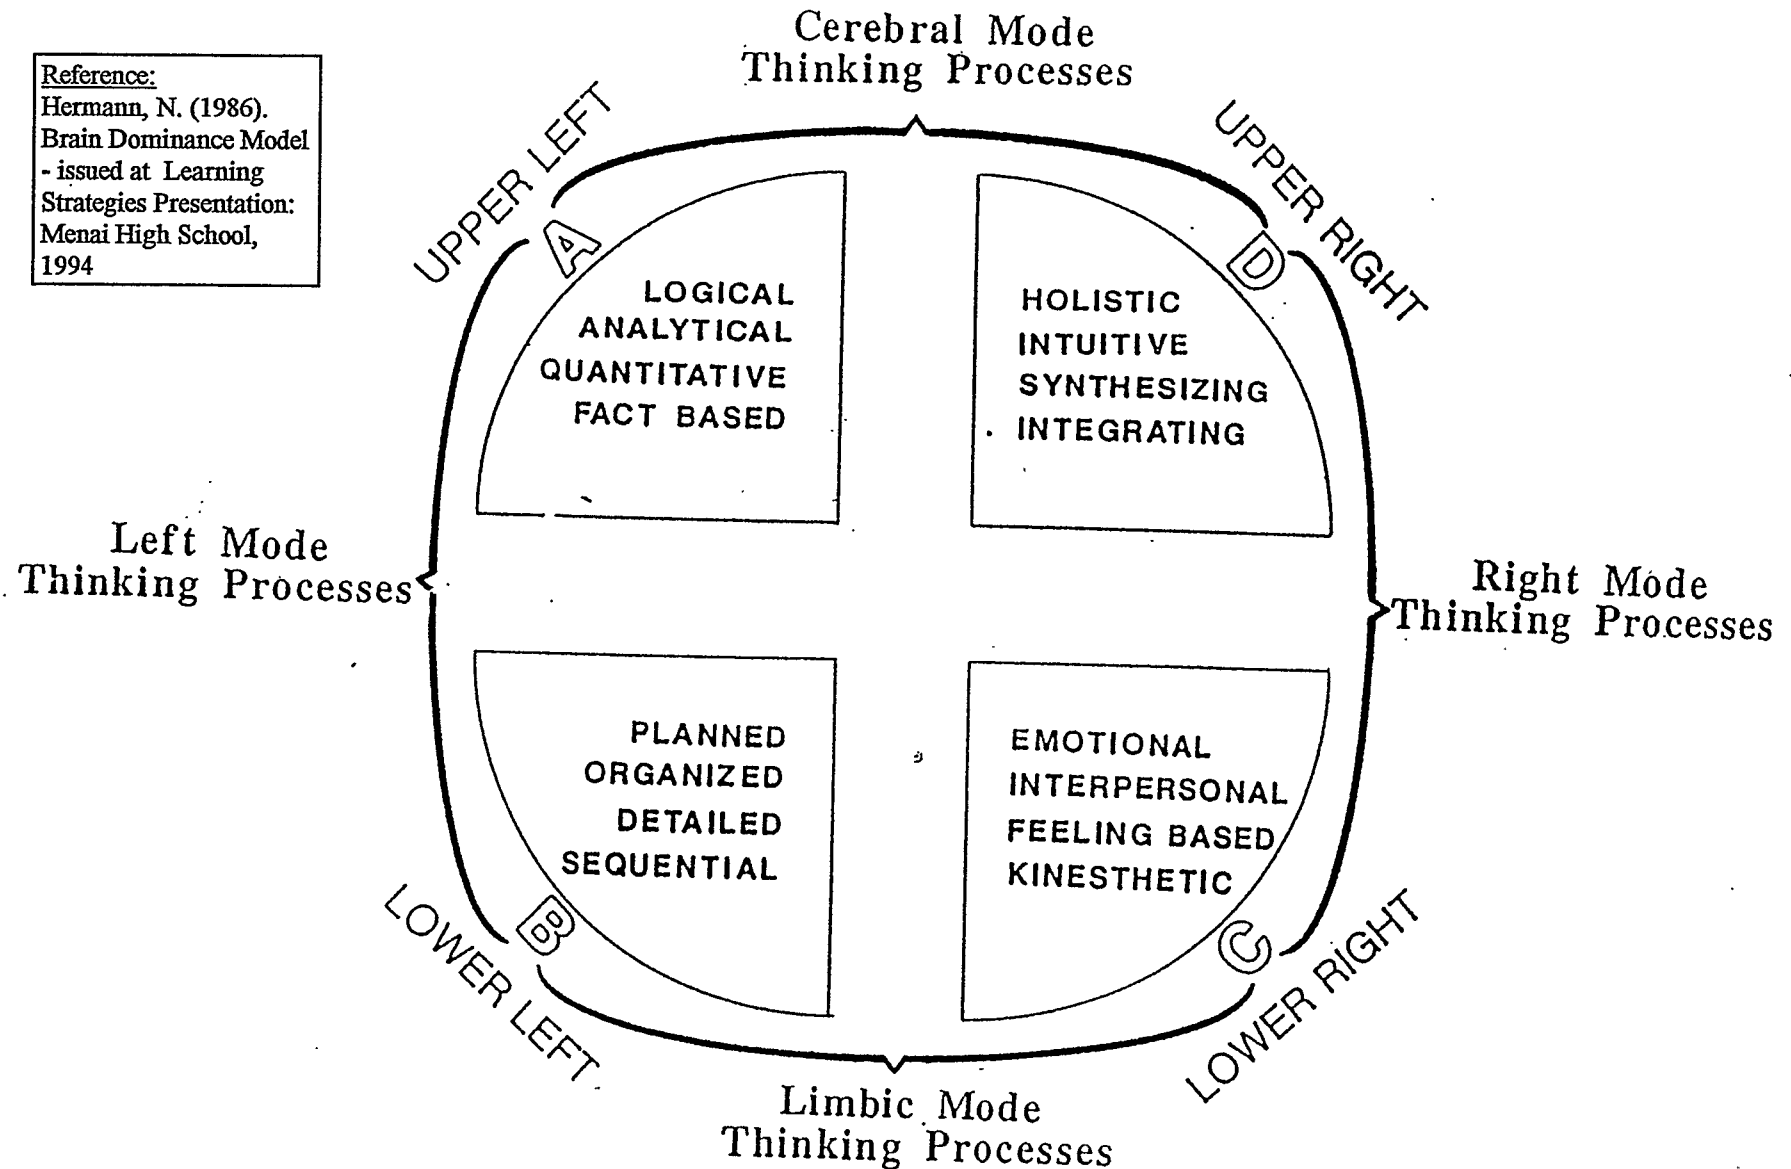 Cerebral Mode
Thinking Processes
Reference:
Hermann, N. (1986).
Brain Dominance Model
- issued at Learning
Strategies Presentation:
Menai High School,
1994
UPPER LEFT
UPPER RIGHT
A
D
LOGICAL
ANALYTICAL
QUANTITATIVE
FACT BASED
HOLISTIC
INTUITIVE
SYNTHESIZING
INTEGRATING
Left Mode
Thinking Processes
Right Mode
Thinking Processes
PLANNED
ORGANIZED
DETAILED
SEQUENTIAL
EMOTIONAL
INTERPERSONAL
FEELING BASED
KINESTHETIC
B
C
LOWER LEFT
LOWER RIGHT
Limbic Mode
Thinking Processes